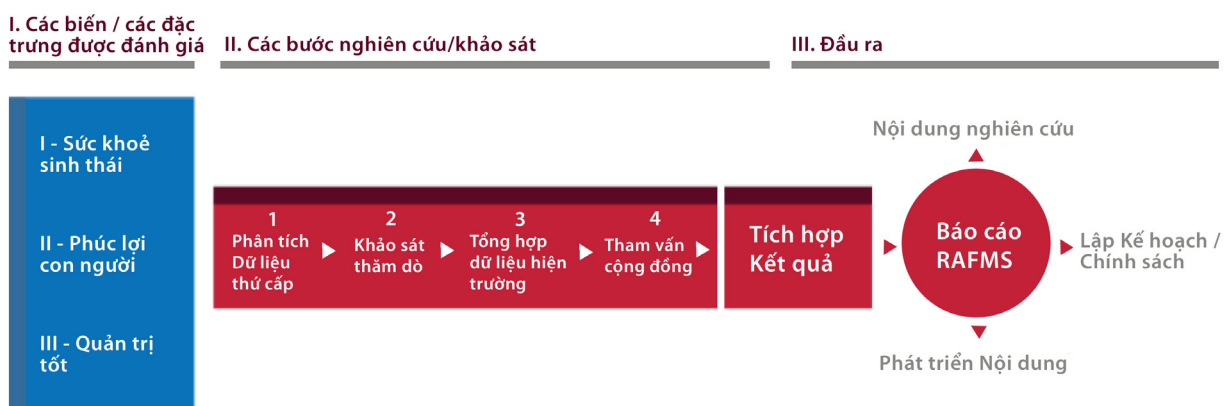 I. Các biến / các đặc
trưng được đánh giá
II. Các bước nghiên cứu/khảo sát
III. Đầu ra
I - Sức khoẻ
sinh thái
II - Phúc lợi
con người
III - Quản trị
tốt
1
Phân tích
Dữ liệu
thứ cấp
2
Khảo sát
thăm dò
3
Tổng hợp
dữ liệu hiện
trường
4
Tham vấn
cộng đồng
Tích hợp
Kết quả
Báo cáo
RAFMS
Nội dung nghiên cứu
Lập Kế hoạch /
Chính sách
Phát triển Nội dung